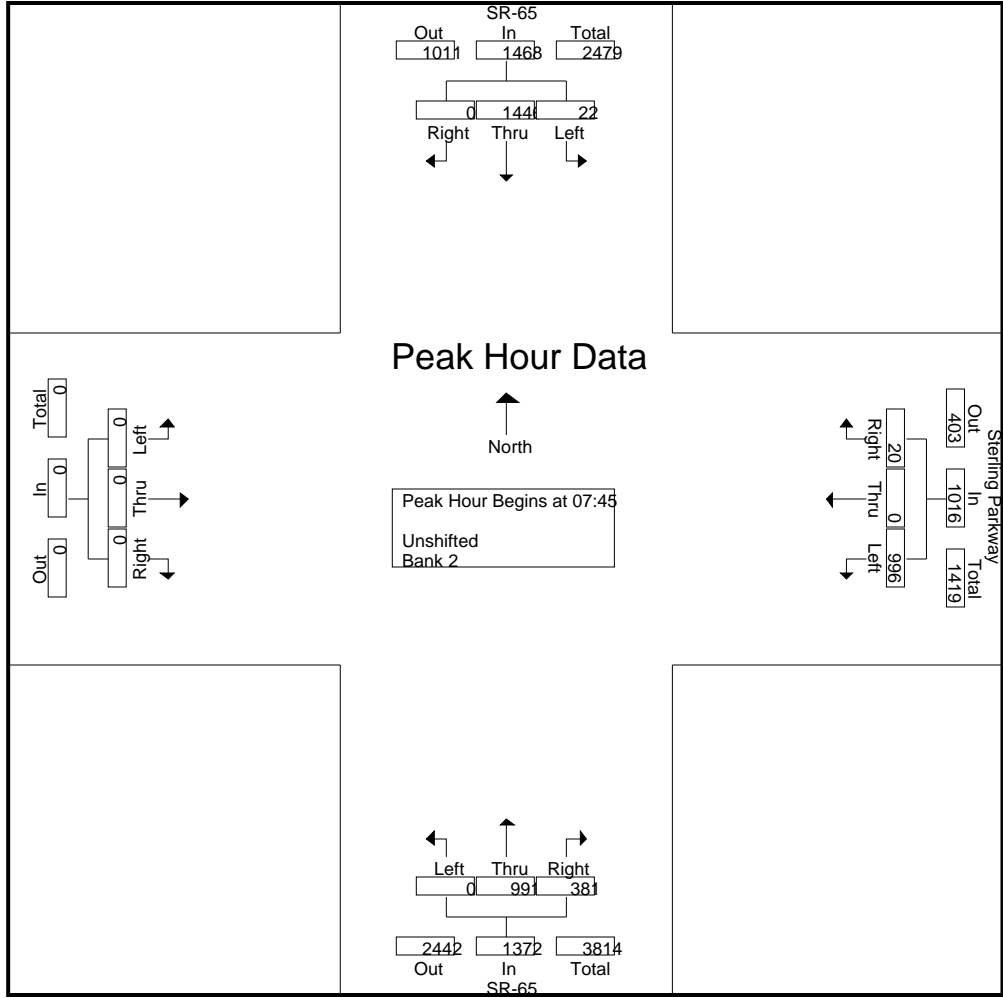 SR-65
Out In Total
1011 1468 2479
0 1446 22
Right Thru Left
Peak Hour Data
North
Peak Hour Begins at 07:45
Unshifted
Bank 2
Total In Out
0 0 0
0 0 0
Left Thru Right
Right Thru Left
20 0 996
403 1016 1419
Out In Total
Sterling Parkway
Left Thru Right
0 991 381
2442 1372 3814
Out In Total
SR-65